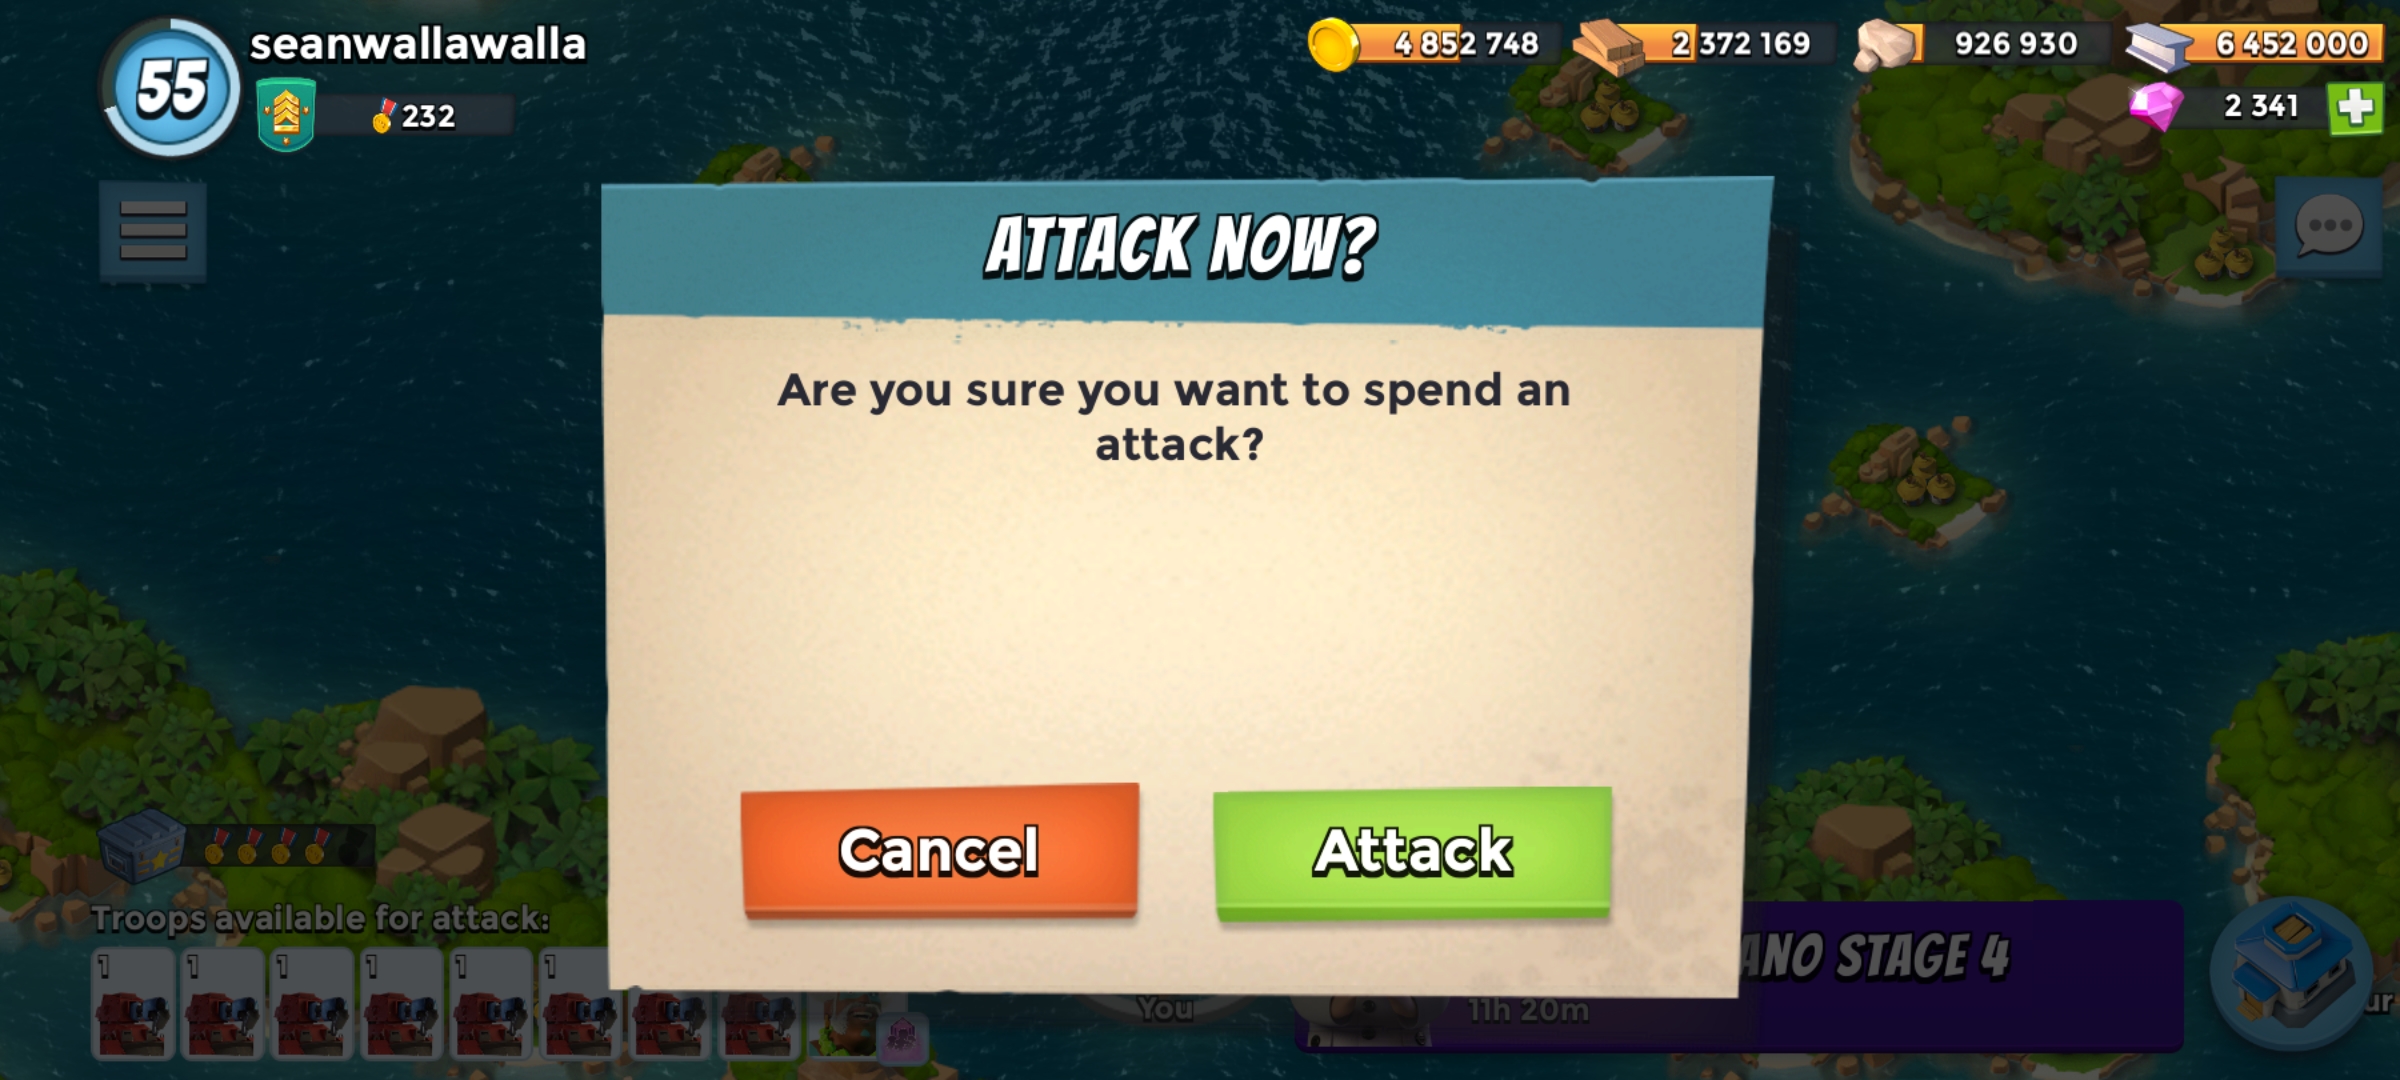 55
seanwallawalla
232
4 852 748
2 372 169
926 930
6 452 000
2 341
ATTACK NOW?
Are you sure you want to spend an
attack?
Cancel
Attack
Troops available for attack:
1
1
1
1
1
1
You
ANO STAGE 4
11h 20m
ur